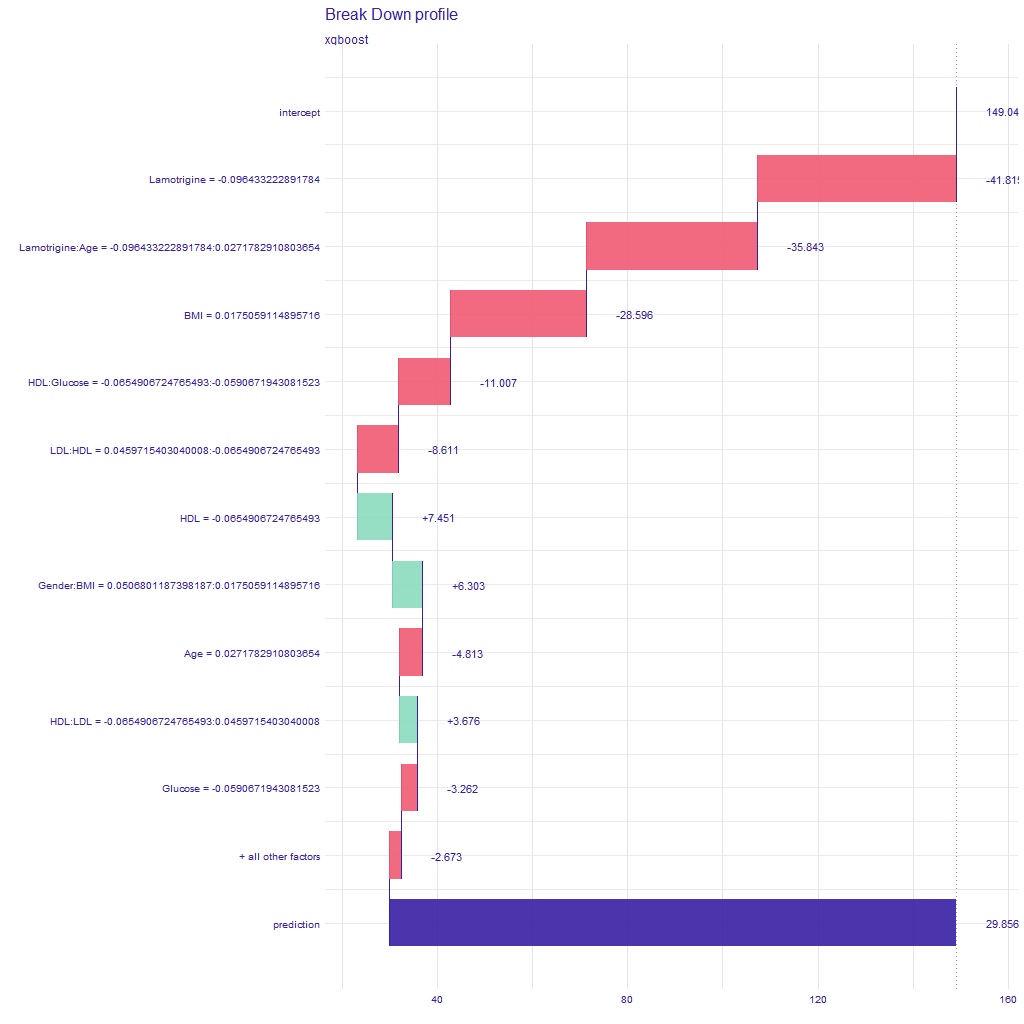 Break Down profile
xgboost
intercept 149.04
Lamotrigine = -0.096433222891784 -41.815
Lamotrigine:Age = -0.096433222891784:0.0271782910803654 -35.843
BMI = 0.0175059114895716 -28.596
HDL:Glucose = -0.0654906724765493:-0.0590671943081523 -11.007
LDL:HDL = 0.0459715403040008:-0.0654906724765493 -8.611
HDL = -0.0654906724765493 +7.451
Gender:BMI = 0.0506801187398187:0.0175059114895716 +6.303
Age = 0.0271782910803654 -4.813
HDL:LDL = -0.0654906724765493:0.0459715403040008 +3.676
Glucose = -0.0590671943081523 -3.262
+ all other factors -2.673
prediction 29.856
40 80 120 160